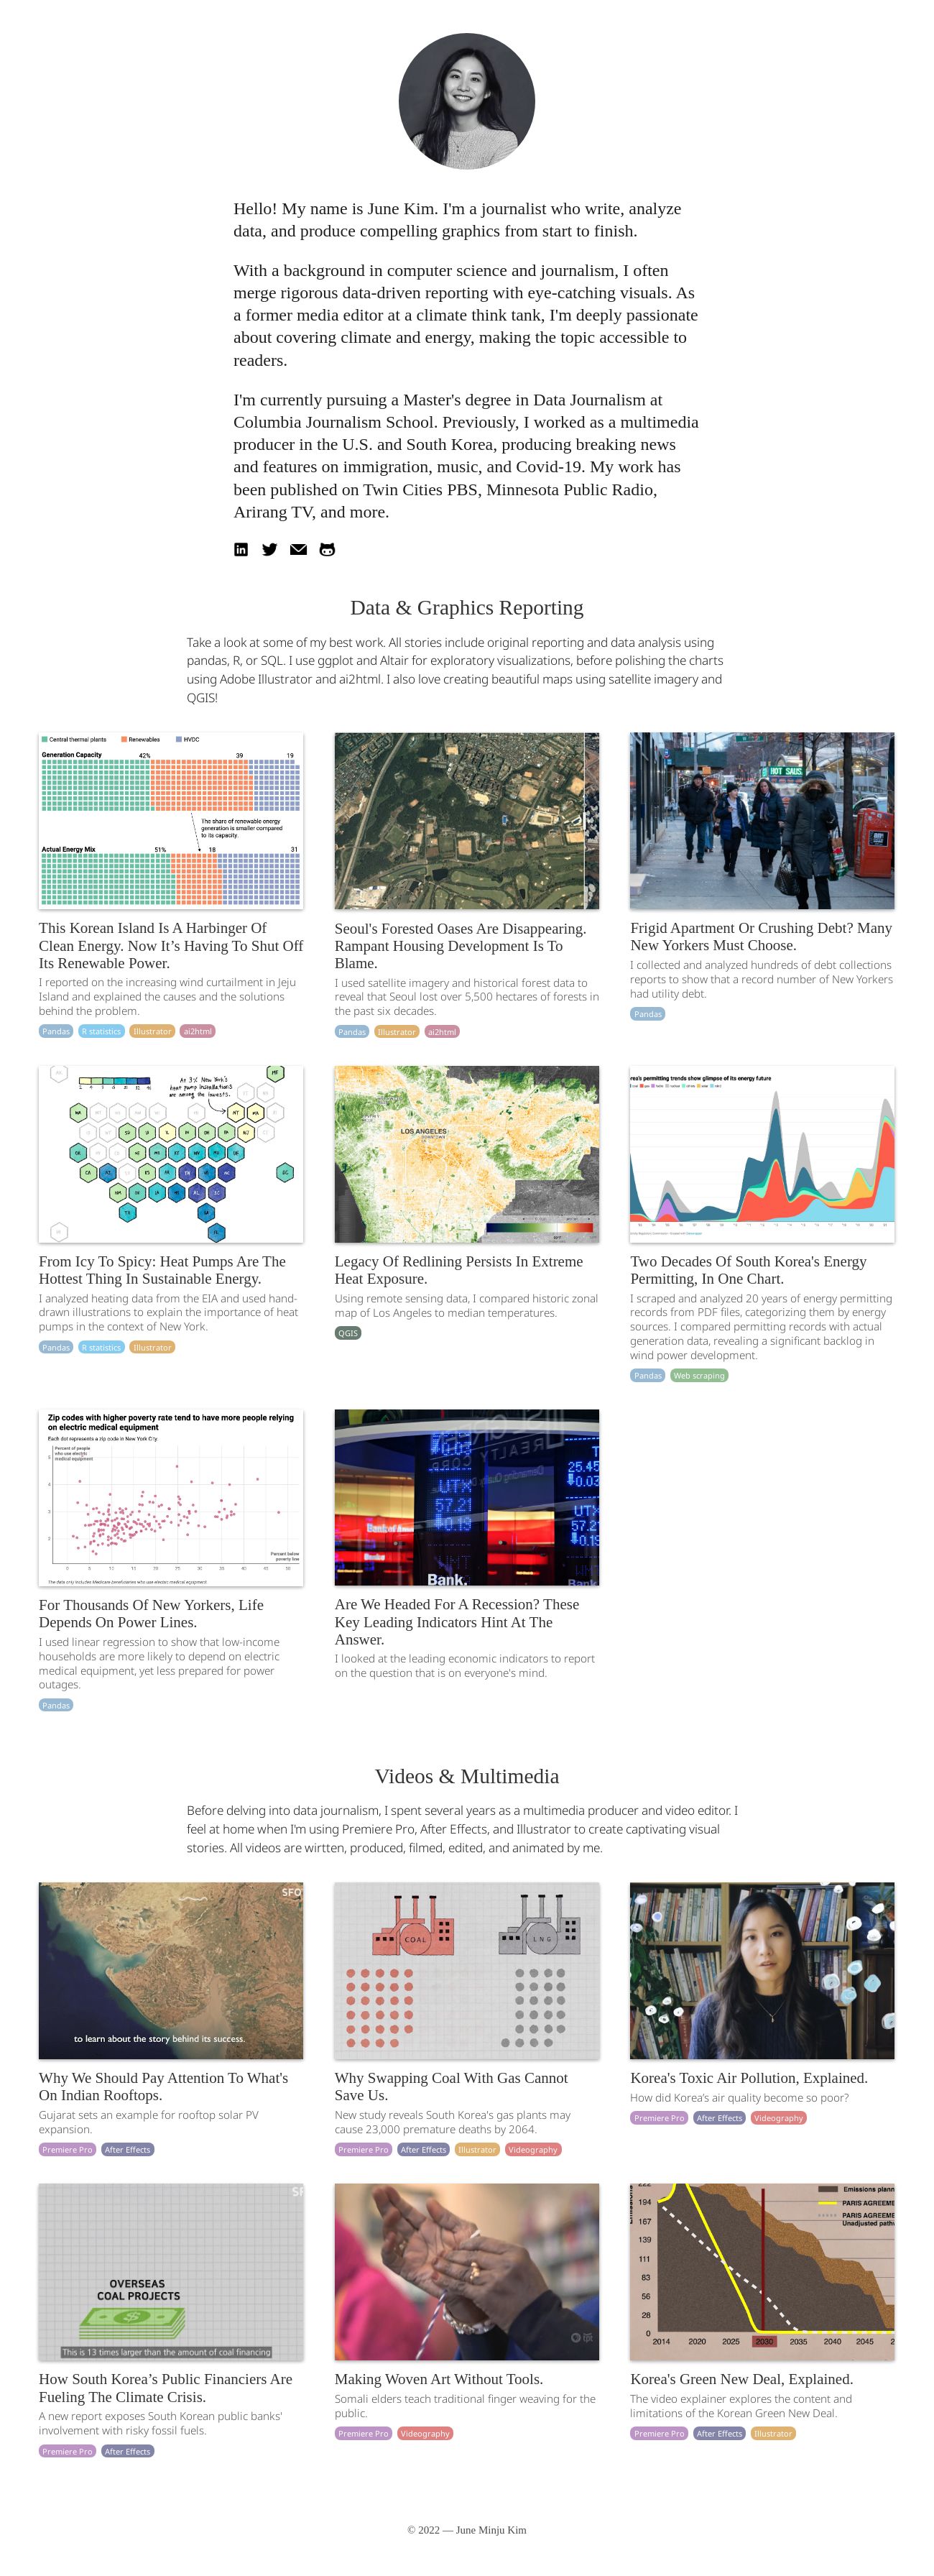 Hello! My name is June Kim. I'm a journalist who write, analyze
data, and produce compelling graphics from start to finish.
With a background in computer science and journalism, I often
merge rigorous data-driven reporting with eye-catching visuals. As
a former media editor at a climate think tank, I'm deeply passionate
about covering climate and energy, making the topic accessible to
readers.
I'm currently pursuing a Master's degree in Data Journalism at
Columbia Journalism School. Previously, I worked as a multimedia
producer in the U.S. and South Korea, producing breaking news
and features on immigration, music, and Covid-19. My work has
been published on Twin Cities PBS, Minnesota Public Radio,
Arirang TV, and more.
Data & Graphics Reporting
Take a look at some of my best work. All stories include original reporting and data analysis using
pandas, R, or SQL. I use ggplot and Altair for exploratory visualizations, before polishing the charts
using Adobe Illustrator and ai2html. I also love creating beautiful maps using satellite imagery and
QGIS!
Central thermal plants Renewables HVDC
Generation Capacity 42% 39 19
The share of renewable energy
generation is smaller compared
to its capacity.
Actual Energy Mix 51% 18 31
This Korean Island Is A Harbinger Of
Clean Energy. Now It’s Having To Shut Off
Its Renewable Power.
I reported on the increasing wind curtailment in Jeju
Island and explained the causes and the solutions
behind the problem.
Pandas R statistics Illustrator ai2html
Seoul's Forested Oases Are Disappearing.
Rampant Housing Development Is To
Blame.
I used satellite imagery and historical forest data to
reveal that Seoul lost over 5,500 hectares of forests in
the past six decades.
Pandas Illustrator ai2html
HOT SAUS
Frigid Apartment Or Crushing Debt? Many
New Yorkers Must Choose.
I collected and analyzed hundreds of debt collections
reports to show that a record number of New Yorkers
had utility debt.
Pandas
At 3% New York's
heat pump installations
are among the lowest.
From Icy To Spicy: Heat Pumps Are The
Hottest Thing In Sustainable Energy.
I analyzed heating data from the EIA and used hand-
drawn illustrations to explain the importance of heat
pumps in the context of New York.
Pandas R statistics Illustrator
LOS ANGELES
Legacy Of Redlining Persists In Extreme
Heat Exposure.
Using remote sensing data, I compared historic zonal
map of Los Angeles to median temperatures.
QGIS
rea's permitting trends show glimpse of its energy future
Two Decades Of South Korea's Energy
Permitting, In One Chart.
I scraped and analyzed 20 years of energy permitting
records from PDF files, categorizing them by energy
sources. I compared permitting records with actual
generation data, revealing a significant backlog in
wind power development.
Pandas Web scraping
Zip codes with higher poverty rate tend to have more people relying
on electric medical equipment
Each dot represents a zip code in New York City.
Percent of people
who use electric
medical equipment
Percent below
poverty line
0 5 10 15 20 25 30 35 40 45 50
The data only includes Medicare beneficiaries who use electric medical equipment.
For Thousands Of New Yorkers, Life
Depends On Power Lines.
I used linear regression to show that low-income
households are more likely to depend on electric
medical equipment, yet less prepared for power
outages.
Pandas
REALTY
UTX
57.21
0.19
25.45
0.03
Bank.
Are We Headed For A Recession? These
Key Leading Indicators Hint At The
Answer.
I looked at the leading economic indicators to report
on the question that is on everyone's mind.
Videos & Multimedia
Before delving into data journalism, I spent several years as a multimedia producer and video editor. I
feel at home when I'm using Premiere Pro, After Effects, and Illustrator to create captivating visual
stories. All videos are wirtten, produced, filmed, edited, and animated by me.
SFO
to learn about the story behind its success.
Why We Should Pay Attention To What's
On Indian Rooftops.
Gujarat sets an example for rooftop solar PV
expansion.
Premiere Pro After Effects
COAL LNG
Why Swapping Coal With Gas Cannot
Save Us.
New study reveals South Korea's gas plants may
cause 23,000 premature deaths by 2064.
Premiere Pro After Effects Illustrator Videography
Korea's Toxic Air Pollution, Explained.
How did Korea's air quality become so poor?
Premiere Pro After Effects Videography
SF
OVERSEAS
COAL PROJECTS
This is 13 times larger than the amount of coal financing
How South Korea’s Public Financiers Are
Fueling The Climate Crisis.
A new report exposes South Korean public banks'
involvement with risky fossil fuels.
Premiere Pro After Effects
Making Woven Art Without Tools.
Somali elders teach traditional finger weaving for the
public.
Premiere Pro Videography
222
194
167
139
111
83
56
28
0
2014 2020 2025 2030 2035 2040 2045 2
Emissions plann
PARIS AGREEME
PARIS AGREEME
Unadjusted path
Korea's Green New Deal, Explained.
The video explainer explores the content and
limitations of the Korean Green New Deal.
Premiere Pro After Effects Illustrator
© 2022 — June Minju Kim